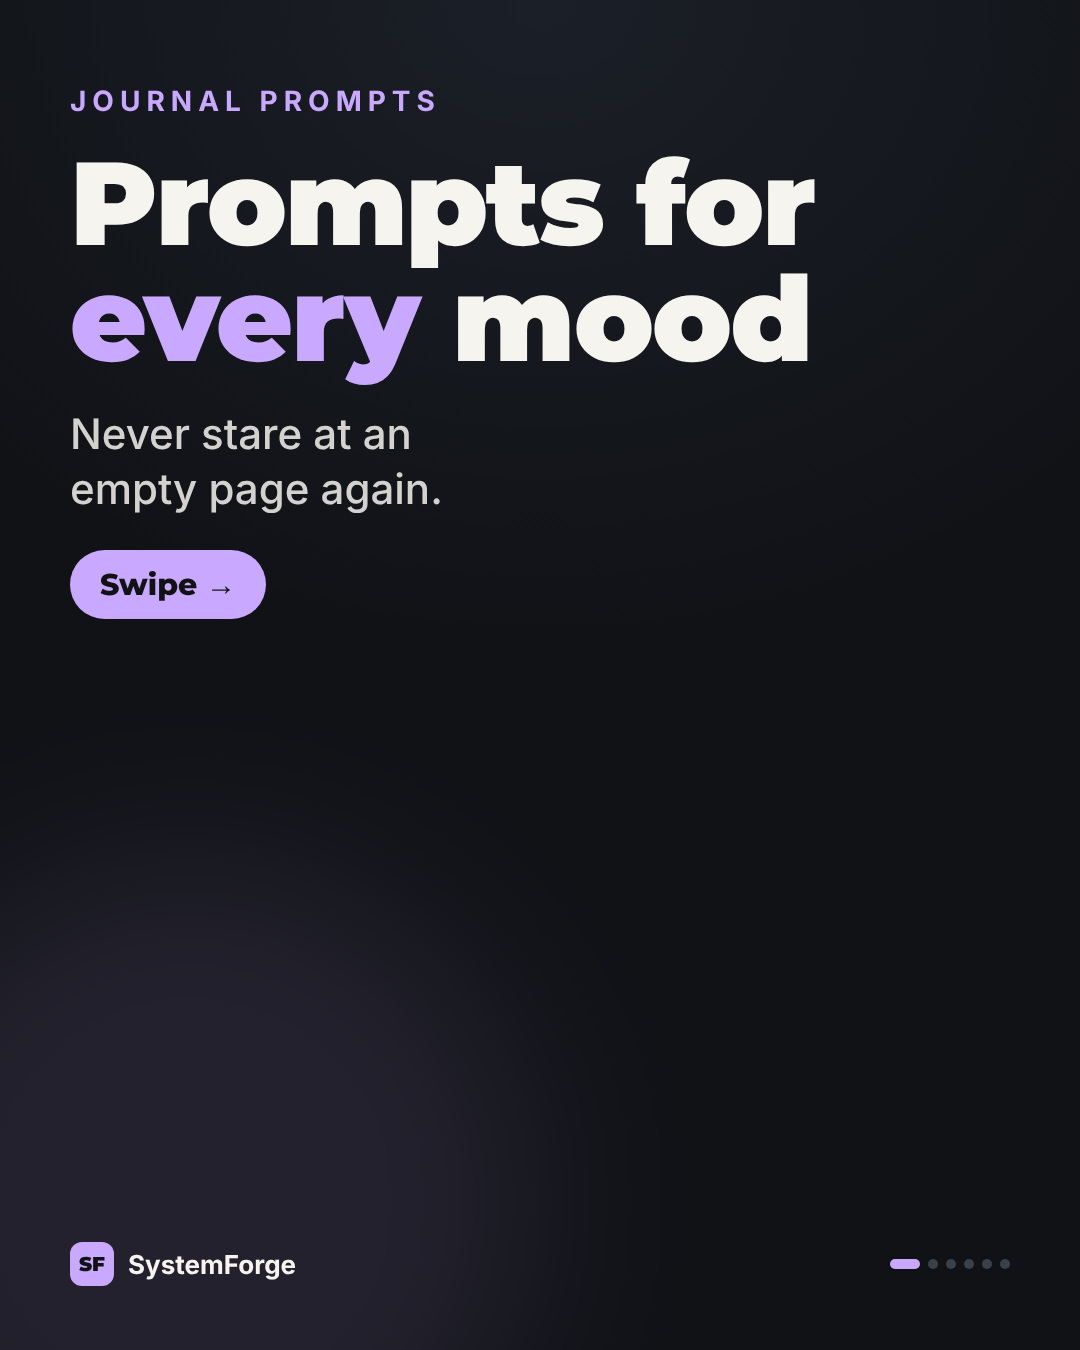 JOURNAL PROMPTS
Prompts for
every mood
Never stare at an
empty page again.
Swipe →
SF SystemForge